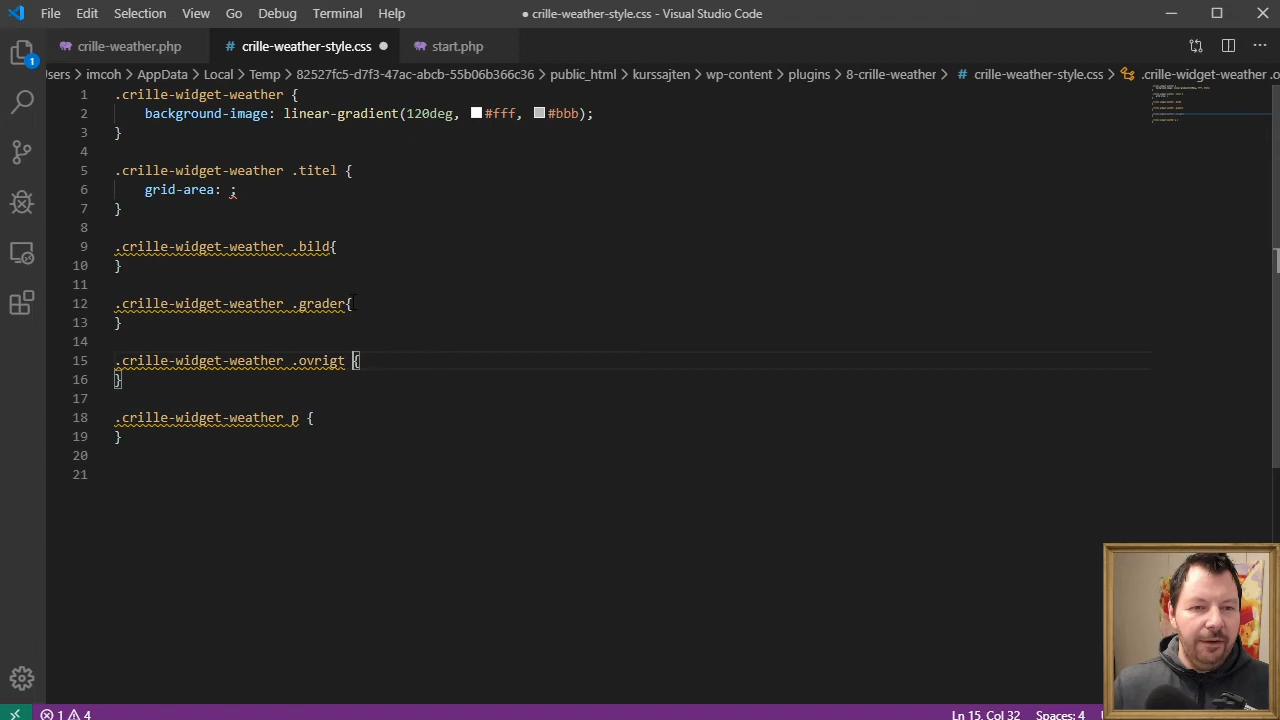 File Edit Selection View Go Debug Terminal Help
● crille-weather-style.css - Visual Studio Code
crille-weather.php
# crille-weather-style.css ●
start.php
1
Users > imcoh > AppData > Local > Temp > 82527fc5-d7f3-47ac-abcb-55b06b366c36 > public_html > kurssajten > wp-content > plugins > 8-crille-weather > # crille-weather-style.css > .crille-widget-weather .o
1 .crille-widget-weather {
2 background-image: linear-gradient(120deg, #fff, #bbb);
3 }
4
5 .crille-widget-weather .titel {
6 grid-area: ;
7 }
8
9 .crille-widget-weather .bild{
10 }
11
12 .crille-widget-weather .grader{
13 }
14
15 .crille-widget-weather .ovrigt {
16 }
17
18 .crille-widget-weather p {
19 }
20
21
1 4
Ln 15, Col 32 Spaces: 4